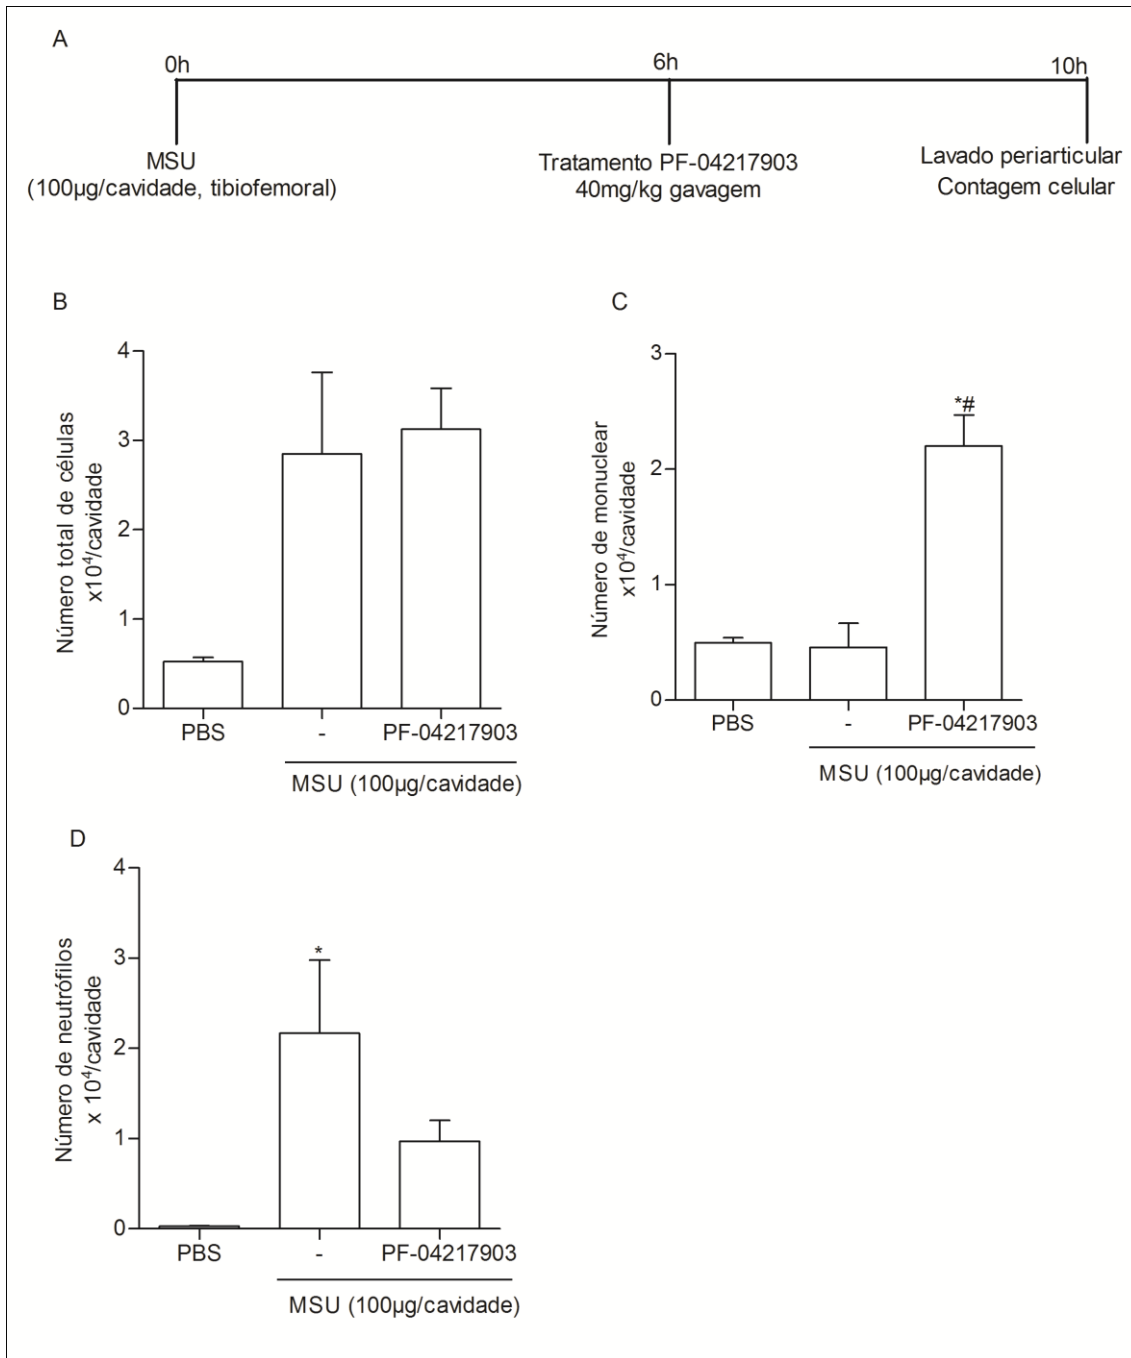 A
0h
6h
10h
MSU
(100µg/cavidade, tibiofemoral)
Tratamento PF-04217903
40mg/kg gavagem
Lavado periarticular
Contagem celular
B
Número total de células
x10⁴/cavidade
4
3
2
1
0
PBS
-
PF-04217903
MSU (100µg/cavidade)
C
Número de monuclear
x10⁴/cavidade
3
2
1
0
*#
PBS
-
PF-04217903
MSU (100µg/cavidade)
D
Número de neutrófilos
x 10⁴/cavidade
4
3
2
1
0
*
PBS
-
PF-04217903
MSU (100µg/cavidade)